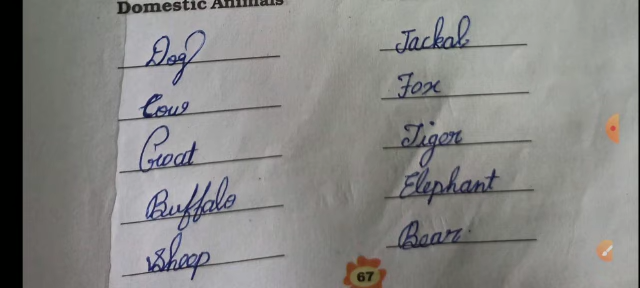 Domestic Animals
Dog
Cow
Goat
Buffalo
Sheep
Jackal
Fox
Tiger
Elephant
Bear
67